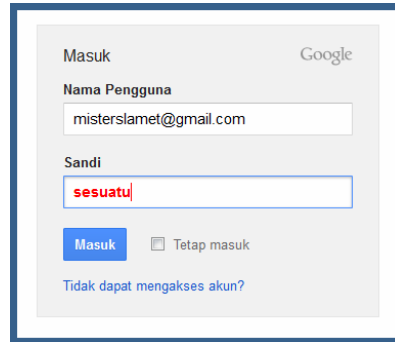 Masuk Google
Nama Pengguna
misterslamet@gmail.com
Sandi
sesuatu
Masuk Tetap masuk
Tidak dapat mengakses akun?